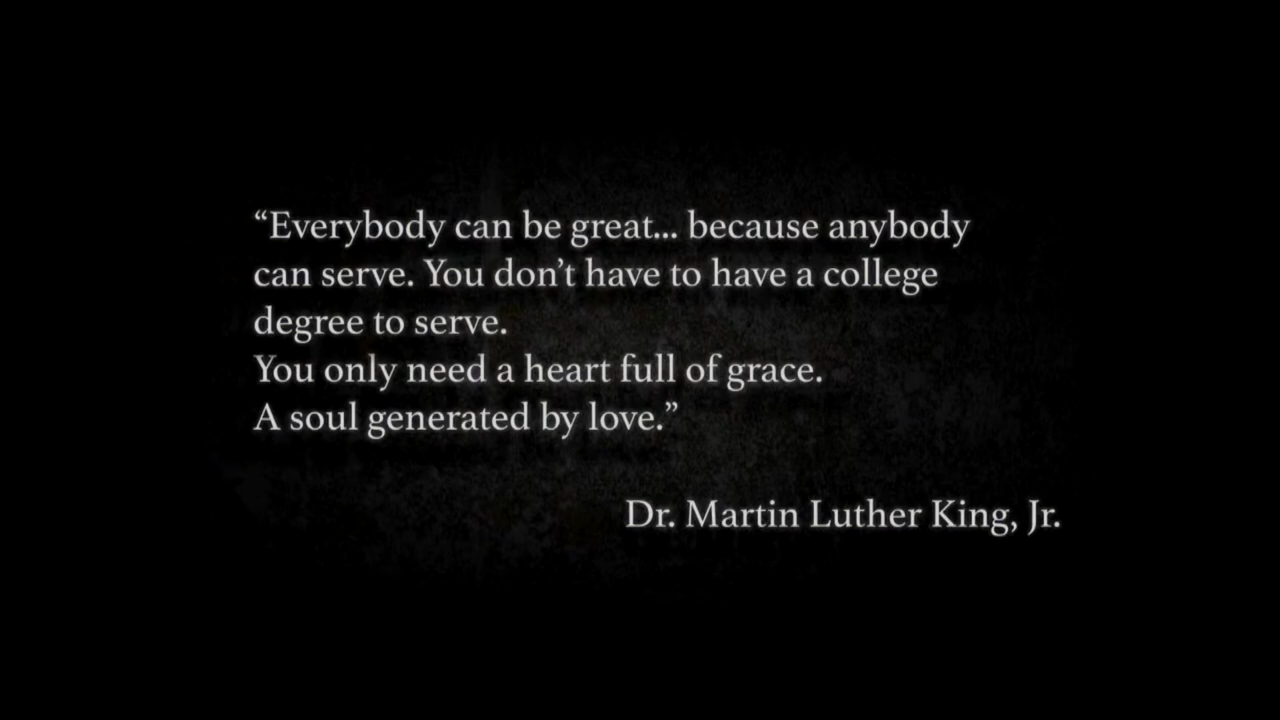 “Everybody can be great... because anybody
can serve. You don’t have to have a college
degree to serve.
You only need a heart full of grace.
A soul generated by love.”
Dr. Martin Luther King, Jr.